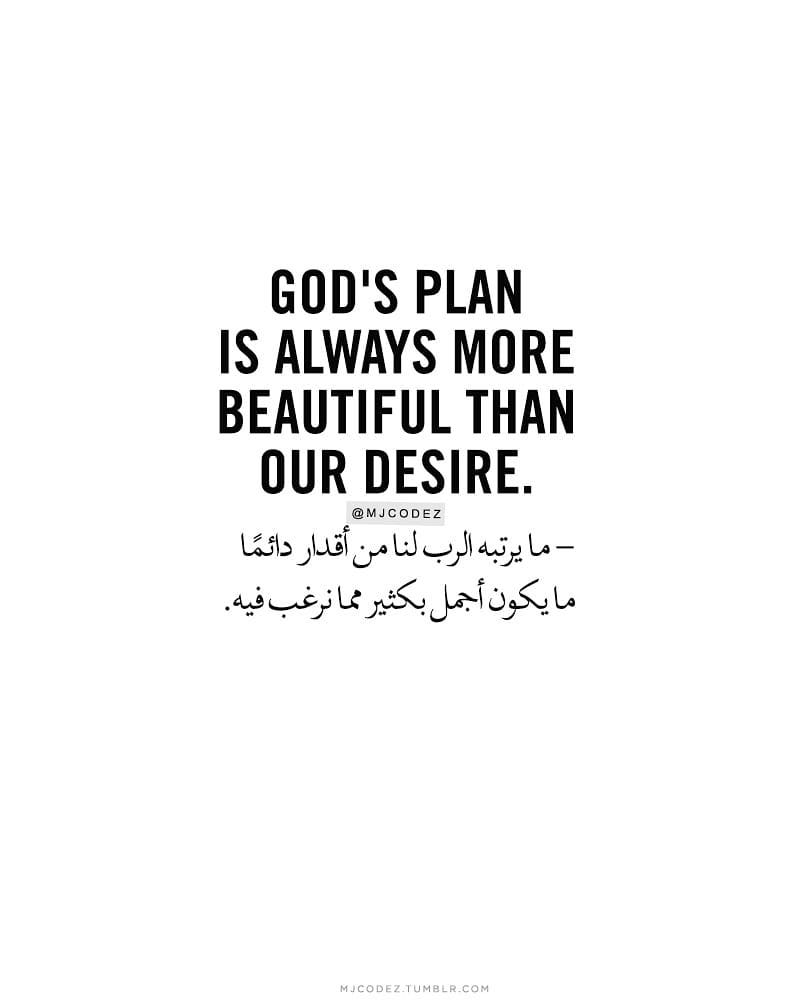 GOD'S PLAN
IS ALWAYS MORE
BEAUTIFUL THAN
OUR DESIRE.
@MJCODEZ
– ما يرتبه الرب لنا من أقدار دائمًا
ما يكون أجمل بكثير مما نرغب فيه.
MJCODEZ.TUMBLR.COM